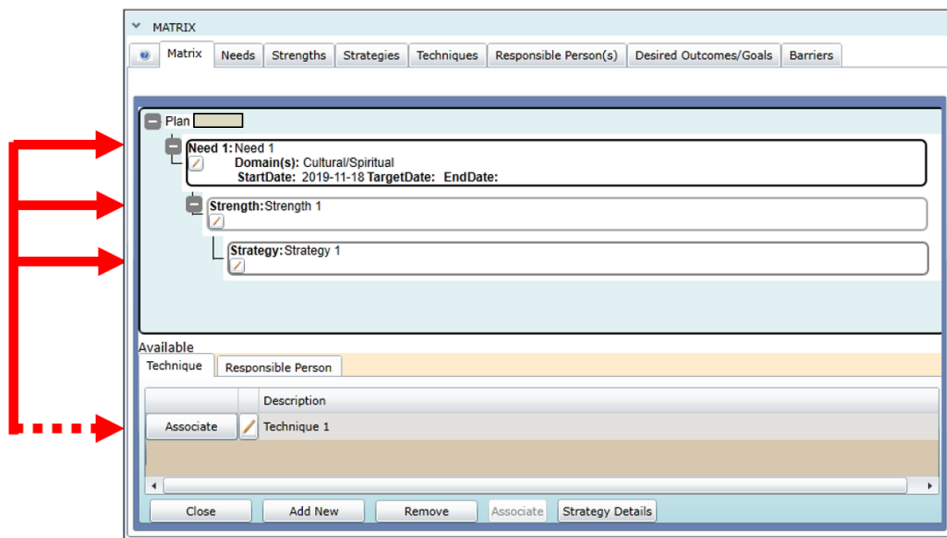 MATRIX
Matrix Needs Strengths Strategies Techniques Responsible Person(s) Desired Outcomes/Goals Barriers
Plan
Need 1: Need 1
Domain(s): Cultural/Spiritual
StartDate: 2019-11-18 TargetDate: EndDate:
Strength: Strength 1
Strategy: Strategy 1
Available
Technique Responsible Person
Description
Associate Technique 1
Close Add New Remove Associate Strategy Details